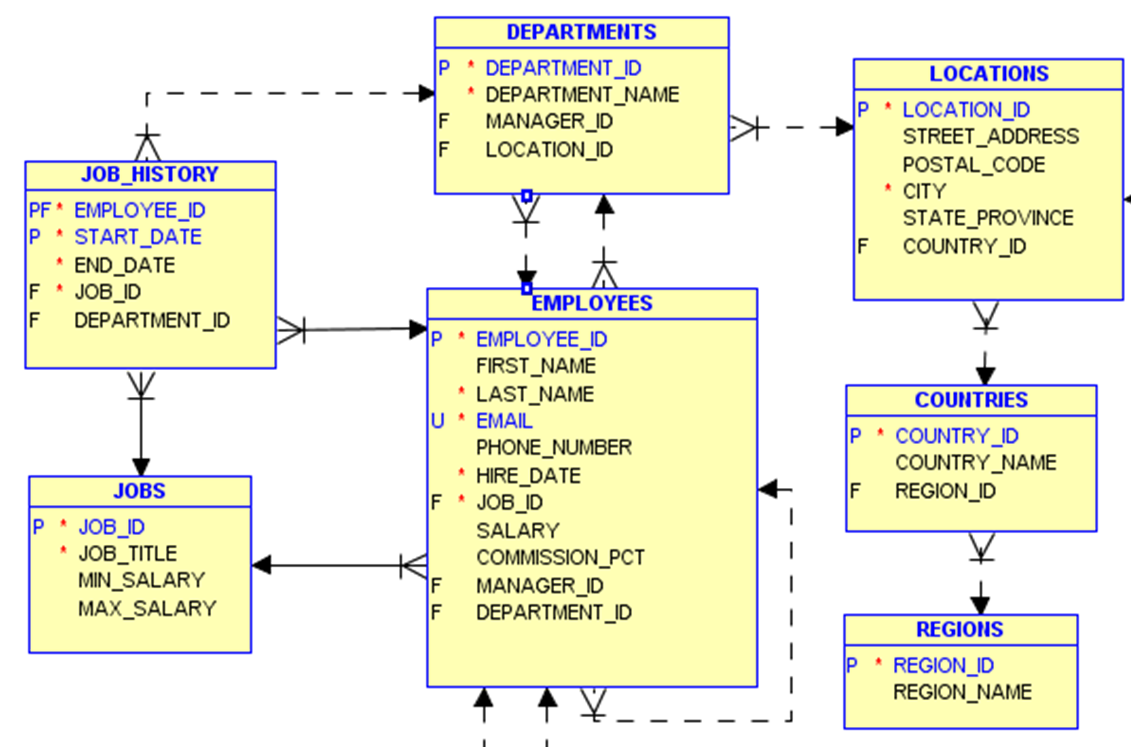 DEPARTMENTS
P * DEPARTMENT_ID
* DEPARTMENT_NAME
F MANAGER_ID
F LOCATION_ID
LOCATIONS
P * LOCATION_ID
STREET_ADDRESS
POSTAL_CODE
* CITY
STATE_PROVINCE
F COUNTRY_ID
JOB_HISTORY
PF * EMPLOYEE_ID
P * START_DATE
* END_DATE
F * JOB_ID
F DEPARTMENT_ID
EMPLOYEES
P * EMPLOYEE_ID
FIRST_NAME
* LAST_NAME
U * EMAIL
PHONE_NUMBER
* HIRE_DATE
F * JOB_ID
SALARY
COMMISSION_PCT
F MANAGER_ID
F DEPARTMENT_ID
COUNTRIES
P * COUNTRY_ID
COUNTRY_NAME
F REGION_ID
JOBS
P * JOB_ID
* JOB_TITLE
MIN_SALARY
MAX_SALARY
REGIONS
P * REGION_ID
REGION_NAME